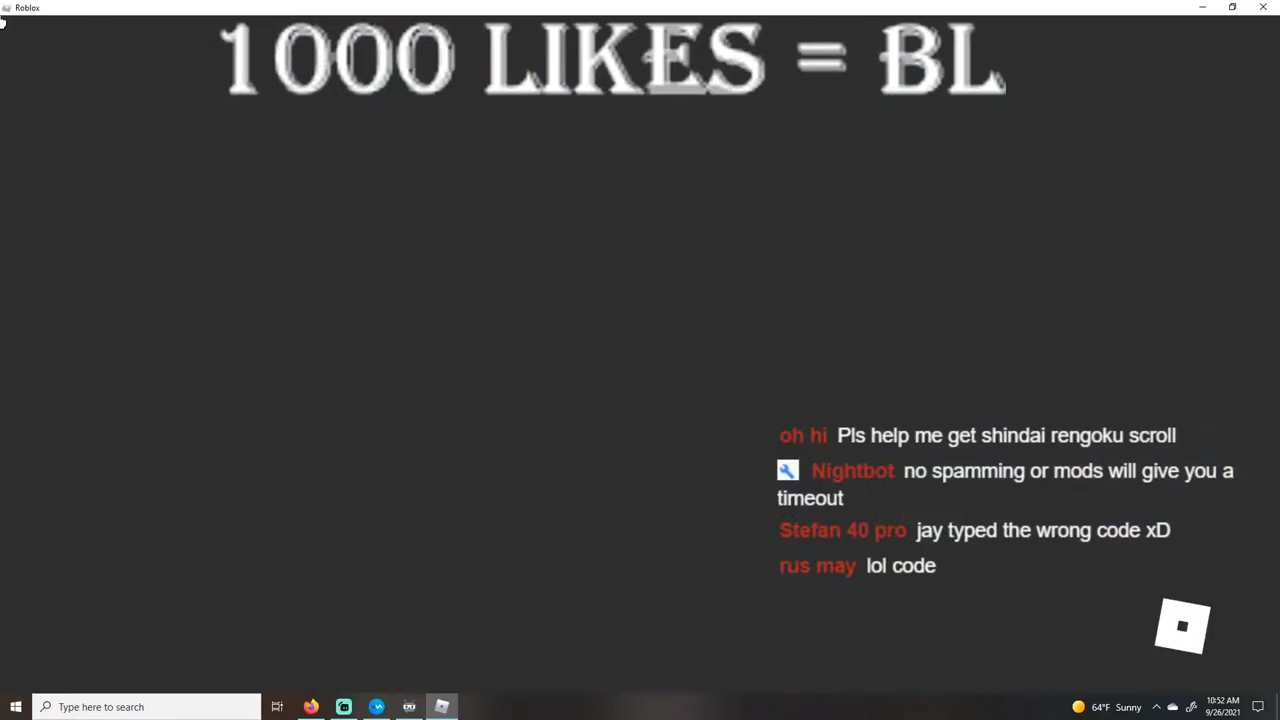 Roblox
1000 LIKES = BL
oh hi Pls help me get shindai rengoku scroll
Nightbot no spamming or mods will give you a
timeout
Stefan 40 pro jay typed the wrong code xD
rus may lol code
Type here to search
64°F Sunny
10:52 AM
9/26/2021